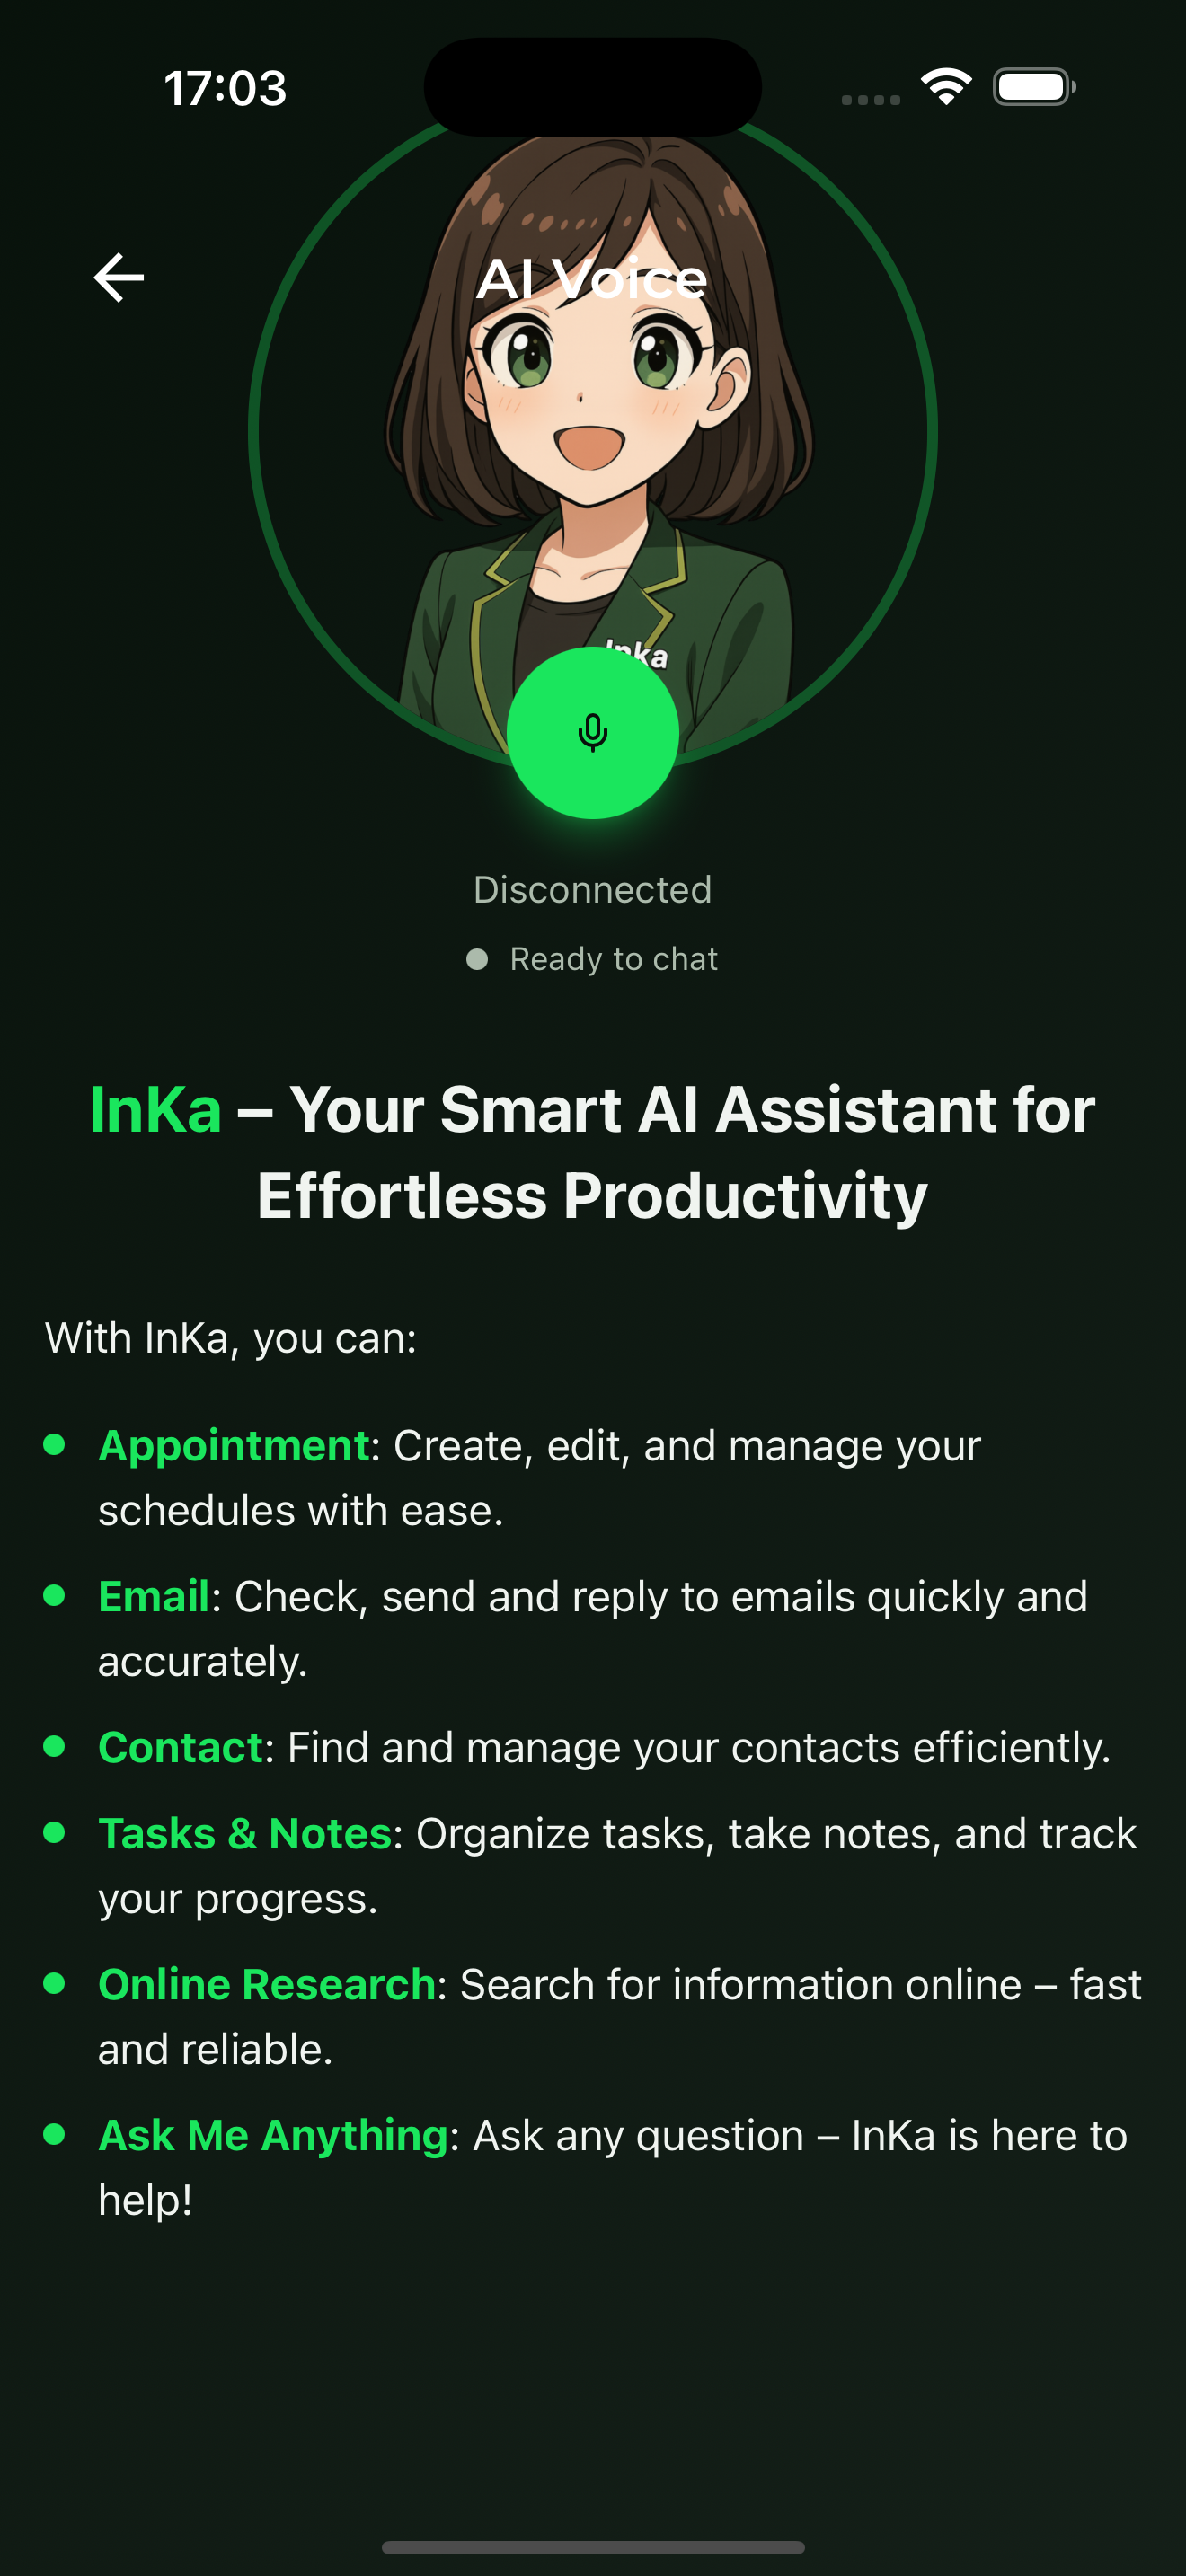 17:03
AI Voice
Inka
Disconnected
Ready to chat
InKa – Your Smart AI Assistant for
Effortless Productivity
With InKa, you can:
Appointment: Create, edit, and manage your
schedules with ease.
Email: Check, send and reply to emails quickly and
accurately.
Contact: Find and manage your contacts efficiently.
Tasks & Notes: Organize tasks, take notes, and track
your progress.
Online Research: Search for information online – fast
and reliable.
Ask Me Anything: Ask any question – InKa is here to
help!